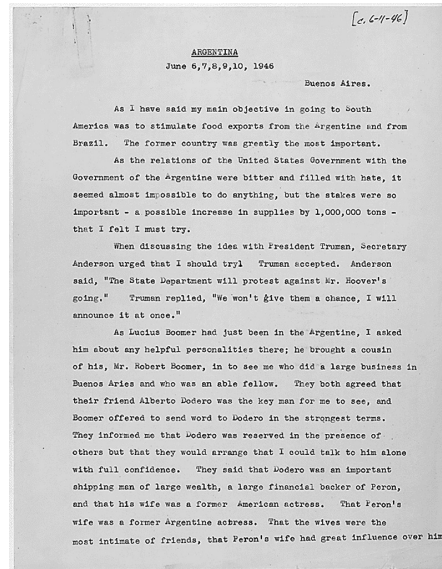 [c. 6-11-46]
ARGENTINA
June 6,7,8,9,10, 1946
Buenos Aires.
As I have said my main objective in going to South
America was to stimulate food exports from the Argentine and from
Brazil. The former country was greatly the most important.
As the relations of the United States Government with the
Government of the Argentine were bitter and filled with hate, it
seemed almost impossible to do anything, but the stakes were so
important - a possible increase in supplies by 1,000,000 tons -
that I felt I must try.
When discussing the idea with President Truman, Secretary
Anderson urged that I should try1 Truman accepted. Anderson
said, "The State Department will protest against Mr. Hoover's
going." Truman replied, "We won't give them a chance, I will
announce it at once."
As Lucius Boomer had just been in the Argentine, I asked
him about any helpful personalities there; he brought a cousin
of his, Mr. Robert Boomer, in to see me who did a large business in
Buenos Aries and who was an able fellow. They both agreed that
their friend Alberto Dodero was the key man for me to see, and
Boomer offered to send word to Dodero in the strongest terms.
They informed me that Dodero was reserved in the presence of
others but that they would arrange that I could talk to him alone
with full confidence. They said that Dodero was an important
shipping man of large wealth, a large financial backer of Peron,
and that his wife was a former American actress. That Peron's
wife was a former Argentine actress. That the wives were the
most intimate of friends, that Peron's wife had great influence over him